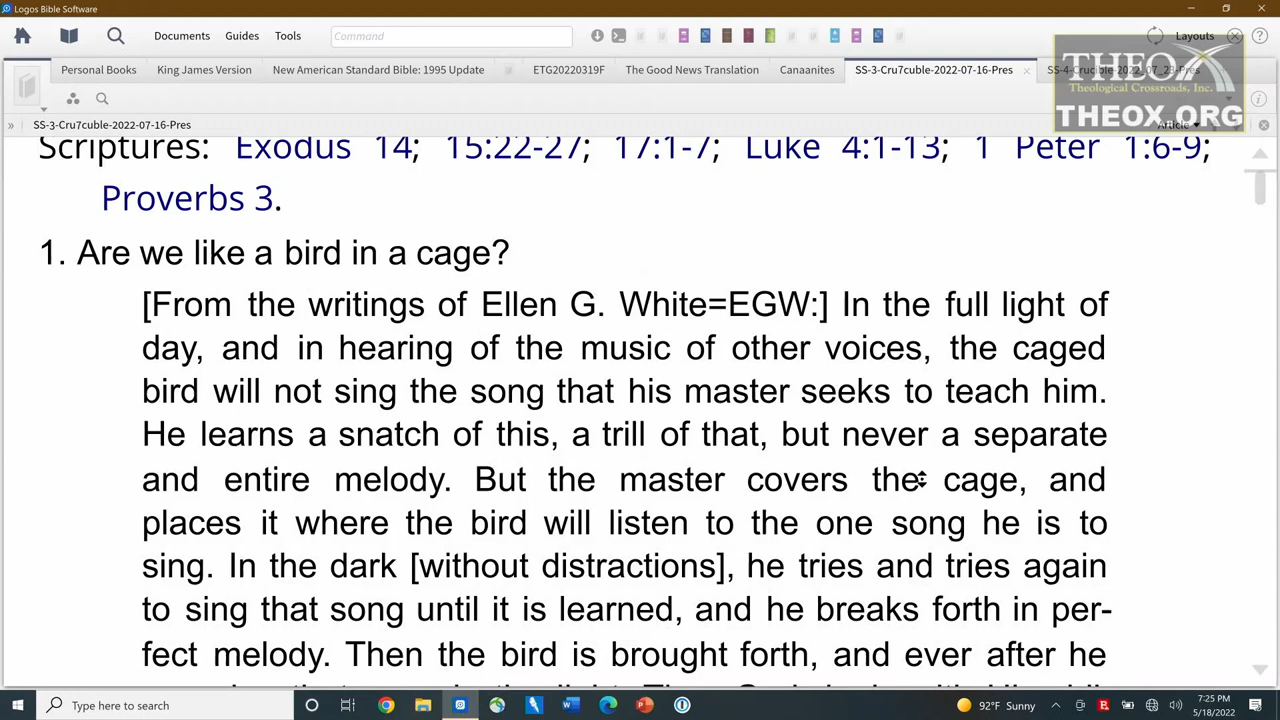 Logos Bible Software
Documents Guides Tools Command Layouts
Personal Books King James Version New American St ute ETG20220319F The Good News Translation Canaanites SS-3-Cru7cuble-2022-07-16-Pres SS-4-Crucible-2022_07_23-Pres
THEOX
Theological Crossroads, Inc.
THEOX.ORG
SS-3-Cru7cuble-2022-07-16-Pres Article
Scriptures: Exodus 14; 15:22-27; 17:1-7; Luke 4:1-13; 1 Peter 1:6-9;
Proverbs 3.
1. Are we like a bird in a cage?
[From the writings of Ellen G. White=EGW:] In the full light of
day, and in hearing of the music of other voices, the caged
bird will not sing the song that his master seeks to teach him.
He learns a snatch of this, a trill of that, but never a separate
and entire melody. But the master covers the cage, and
places it where the bird will listen to the one song he is to
sing. In the dark [without distractions], he tries and tries again
to sing that song until it is learned, and he breaks forth in per-
fect melody. Then the bird is brought forth, and ever after he
Type here to search
92°F Sunny
7:25 PM
5/18/2022